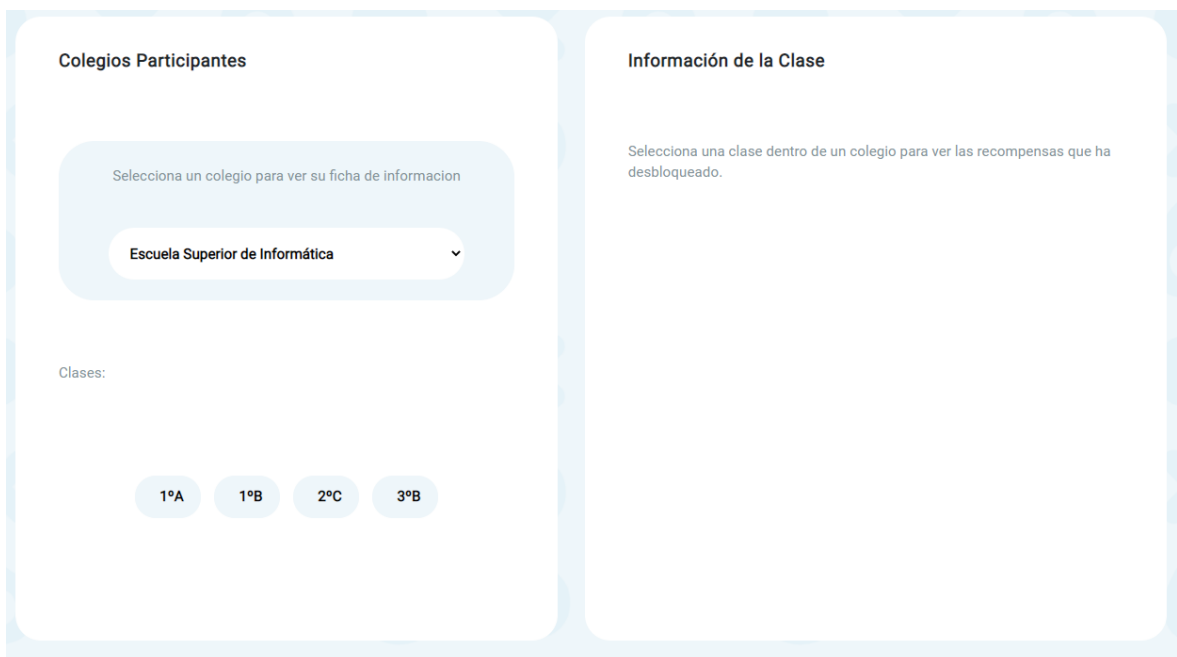 Colegios Participantes
Selecciona un colegio para ver su ficha de informacion
Escuela Superior de Informática
Clases:
1ºA 1ºB 2ºC 3ºB
Información de la Clase
Selecciona una clase dentro de un colegio para ver las recompensas que ha
desbloqueado.